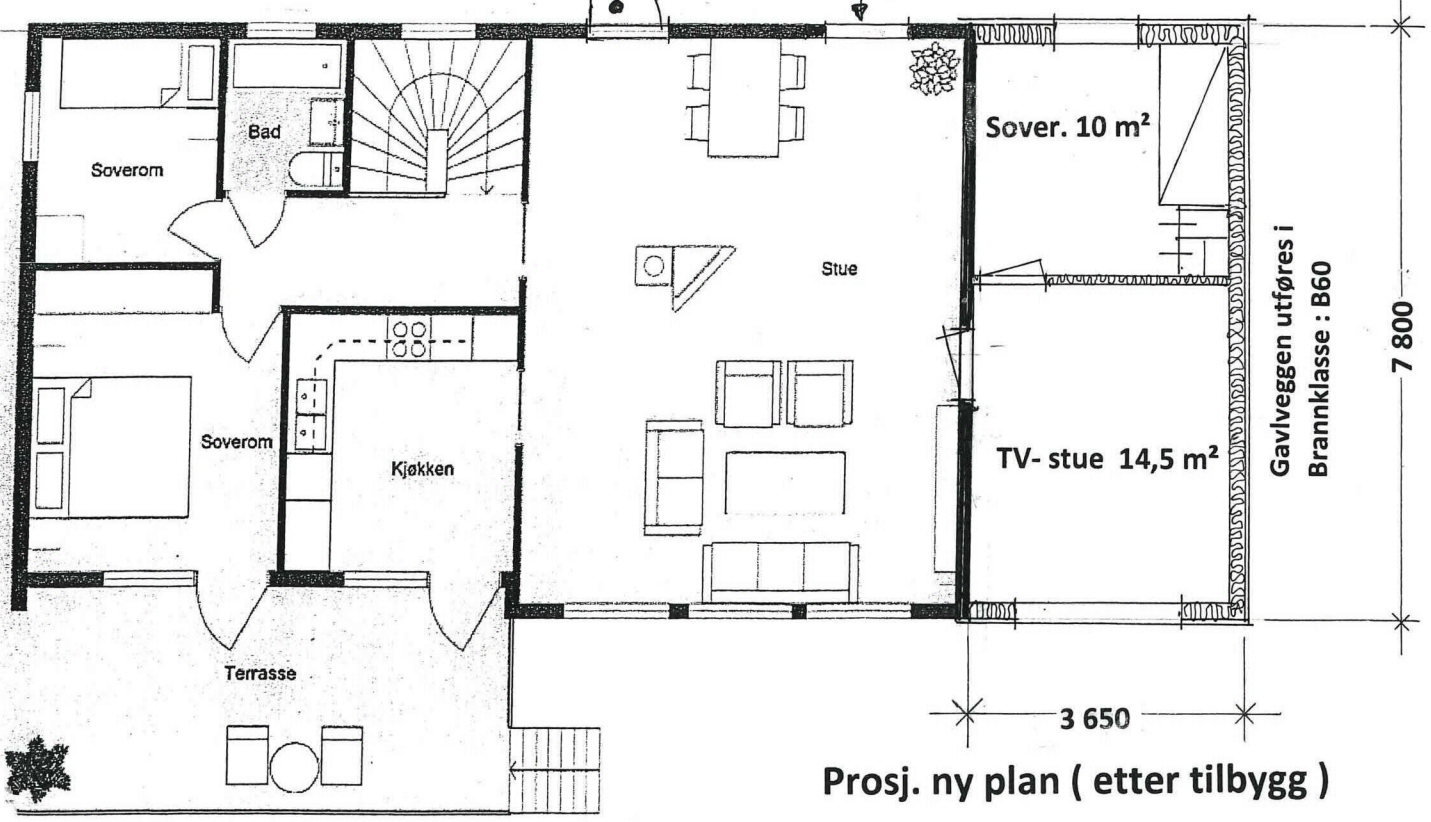 Bad
Soverom
Sover. 10 m²
Stue
Gavlveggen utføres i
Brannklasse : B60
7 800
Soverom
Kjøkken
TV- stue 14,5 m²
Terrasse
3 650
Prosj. ny plan ( etter tilbygg )